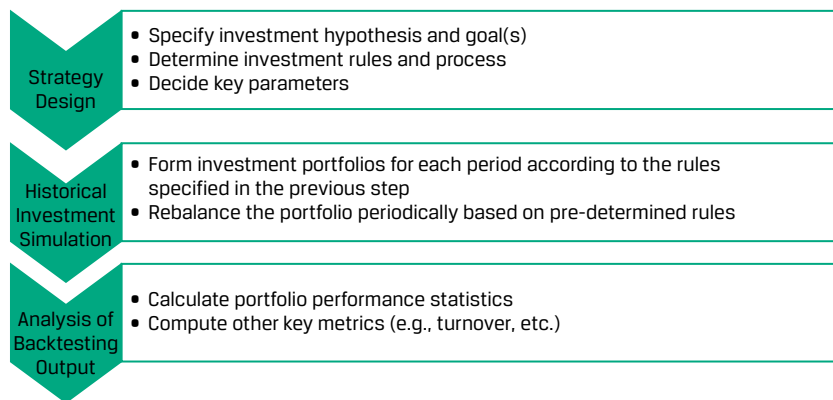 Strategy
Design
• Specify investment hypothesis and goal(s)
• Determine investment rules and process
• Decide key parameters
Historical
Investment
Simulation
• Form investment portfolios for each period according to the rules
specified in the previous step
• Rebalance the portfolio periodically based on pre-determined rules
Analysis of
Backtesting
Output
• Calculate portfolio performance statistics
• Compute other key metrics (e.g., turnover, etc.)